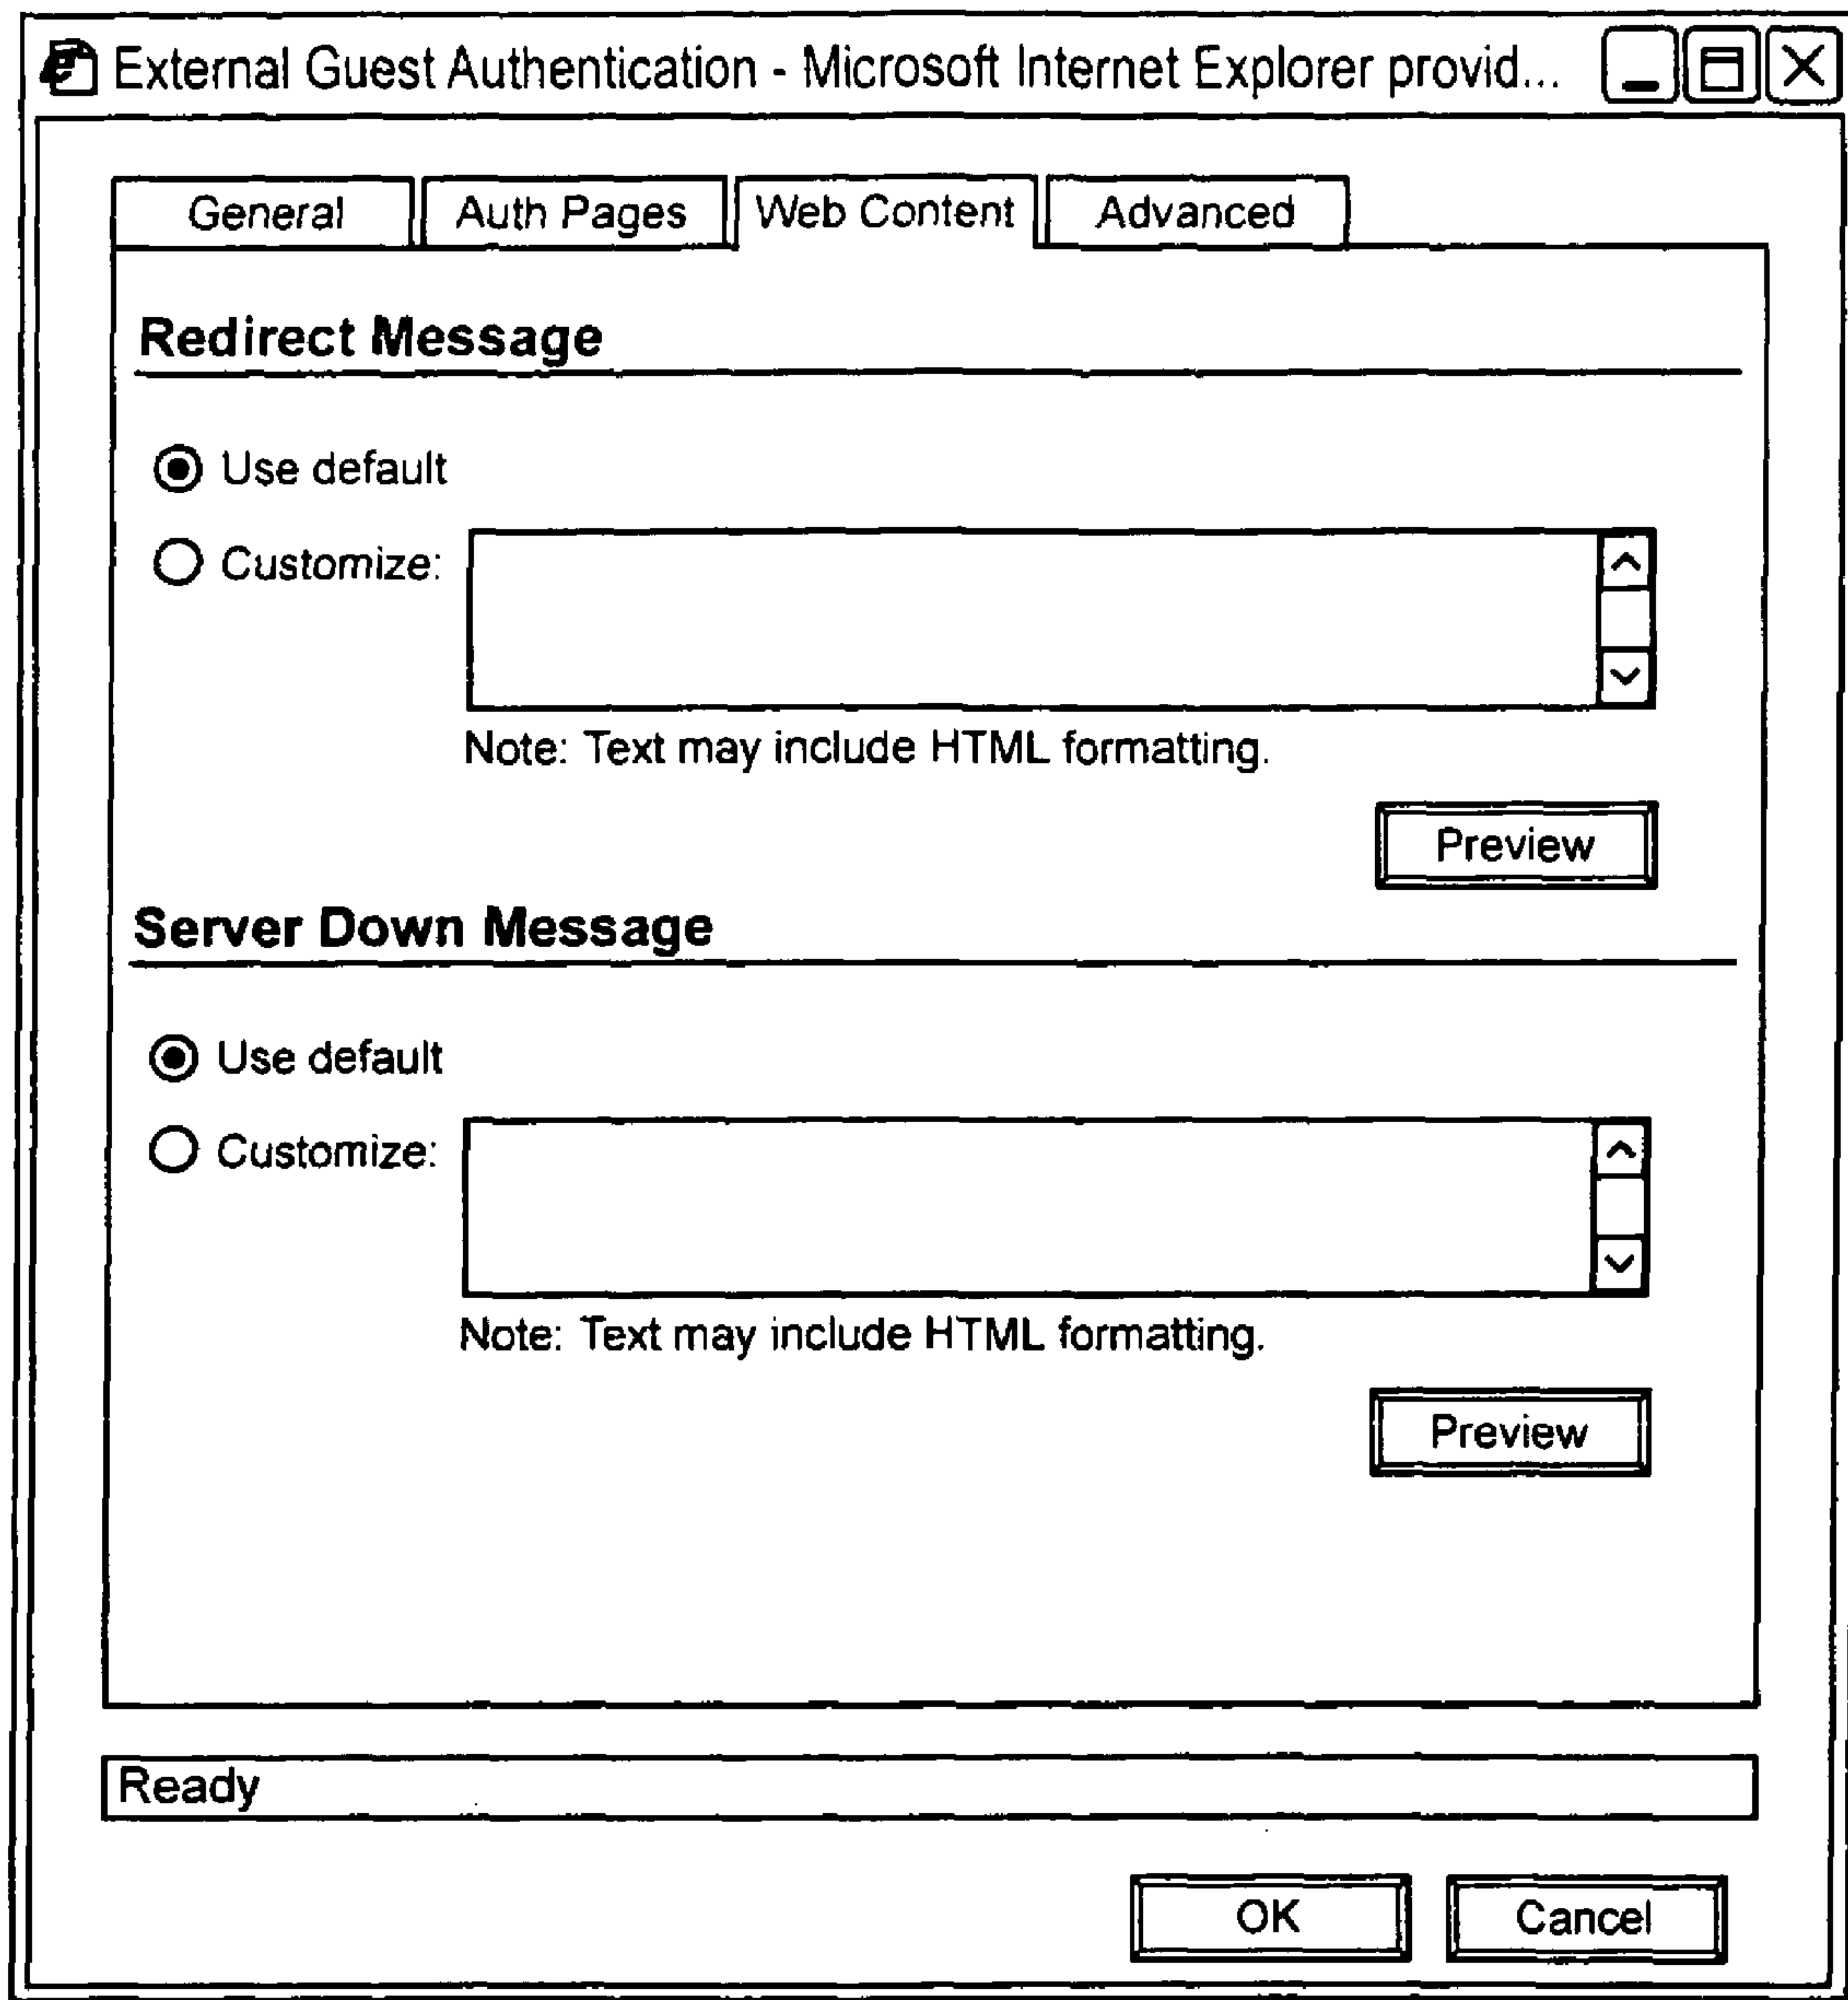 External Guest Authentication - Microsoft Internet Explorer provid...
General Auth Pages Web Content Advanced
Redirect Message
Use default
Customize:
Note: Text may include HTML formatting.
Preview
Server Down Message
Use default
Customize:
Note: Text may include HTML formatting.
Preview
Ready
OK Cancel